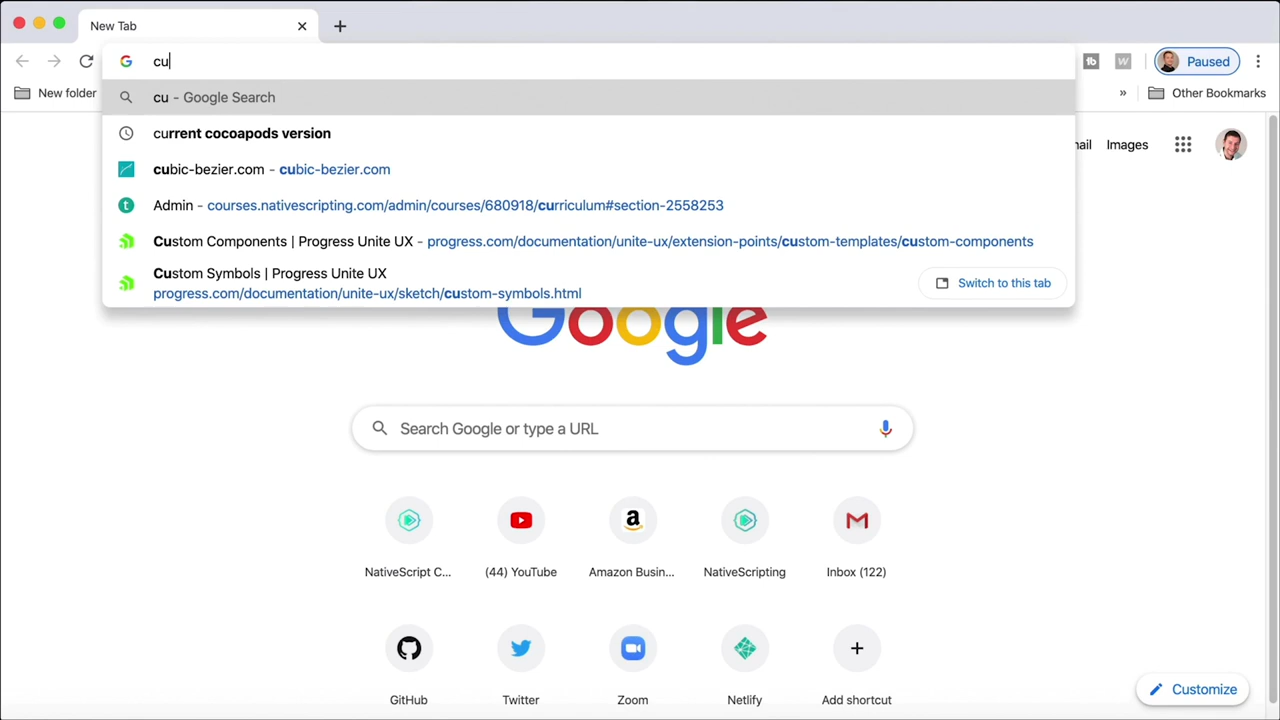 New Tab
cu
Paused
cu - Google Search
New folder
Other Bookmarks
current cocoapods version
Images
cubic-bezier.com - cubic-bezier.com
Admin - courses.nativescripting.com/admin/courses/680918/curriculum#section-2558253
Custom Components | Progress Unite UX - progress.com/documentation/unite-ux/extension-points/custom-templates/custom-components
Custom Symbols | Progress Unite UX
progress.com/documentation/unite-ux/sketch/custom-symbols.html
Switch to this tab
Google
Search Google or type a URL
NativeScript C...
(44) YouTube
Amazon Busin...
NativeScripting
Inbox (122)
GitHub
Twitter
Zoom
Netlify
Add shortcut
Customize